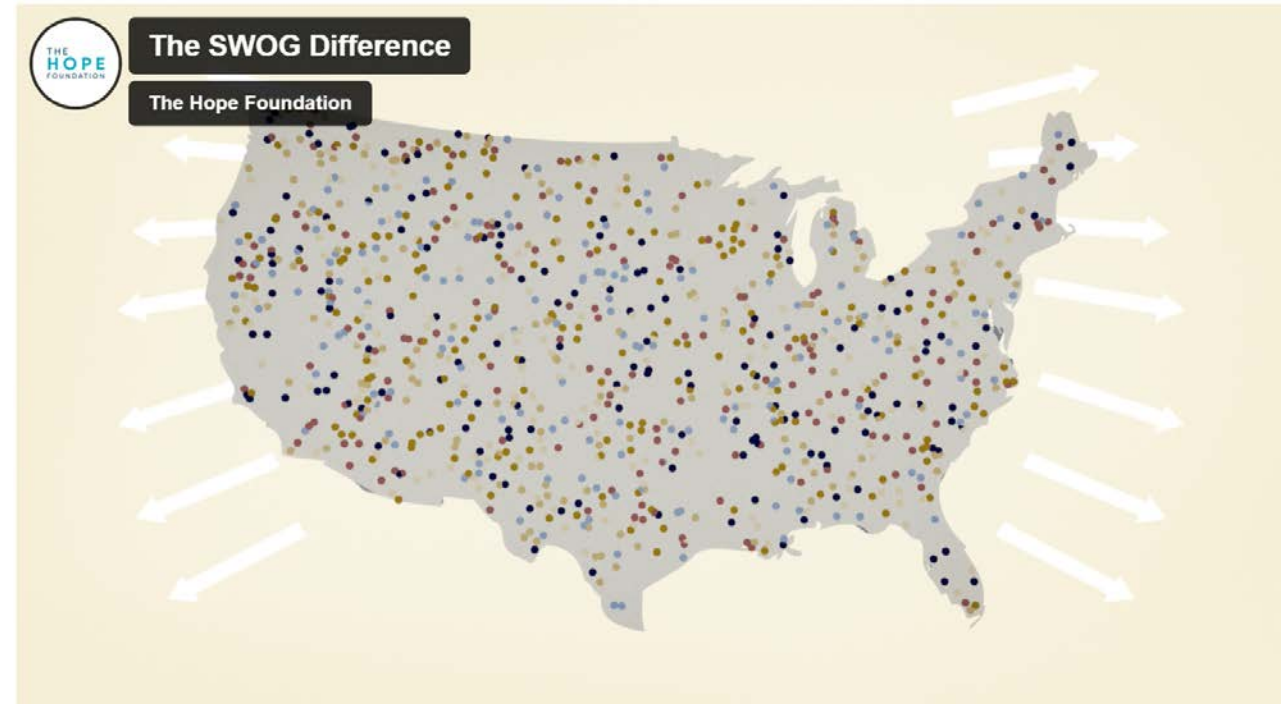 THE
HOPE
FOUNDATION
The SWOG Difference
The Hope Foundation